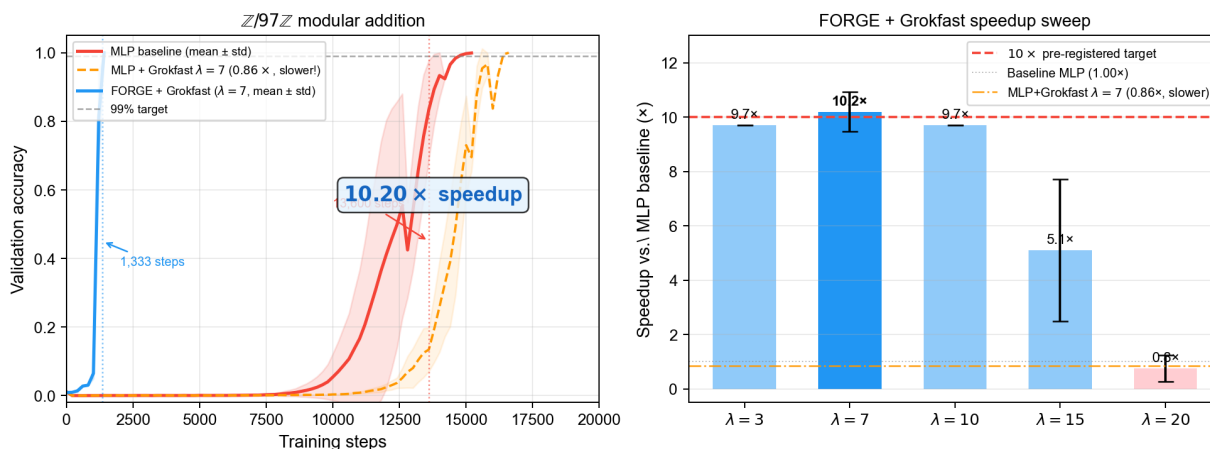 ℤ/97ℤ modular addition
MLP baseline (mean ± std)
MLP + Grokfast λ = 7 (0.86 ×, slower!)
FORGE + Grokfast (λ = 7, mean ± std)
99% target
10.20 × speedup
1,333 steps
Validation accuracy
1.0
0.8
0.6
0.4
0.2
0.0
0
2500
5000
7500
10000
12500
15000
17500
20000
Training steps
FORGE + Grokfast speedup sweep
10 × pre-registered target
Baseline MLP (1.00×)
MLP+Grokfast λ = 7 (0.86×, slower)
Speedup vs.\ MLP baseline (×)
12
10
8
6
4
2
0
9.7×
10.2×
9.7×
5.1×
0.8×
λ = 3
λ = 7
λ = 10
λ = 15
λ = 20